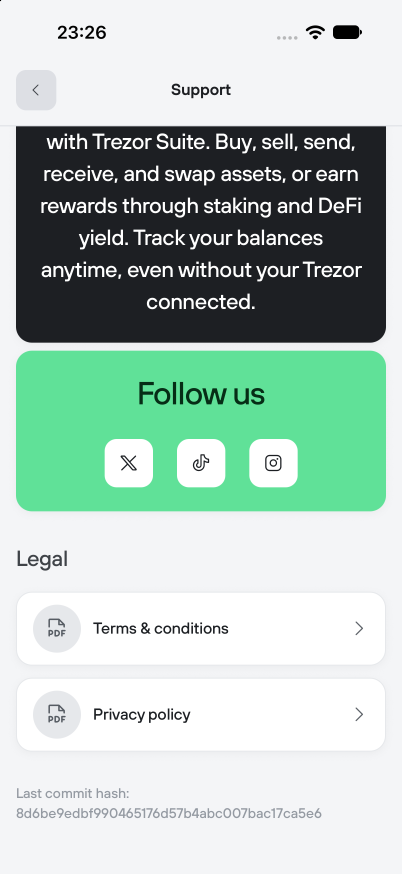 23:26
Support
with Trezor Suite. Buy, sell, send,
receive, and swap assets, or earn
rewards through staking and DeFi
yield. Track your balances
anytime, even without your Trezor
connected.
Follow us
Legal
PDF
Terms & conditions
PDF
Privacy policy
Last commit hash:
8d6be9edbf990465176d57b4abc007bac17ca5e6